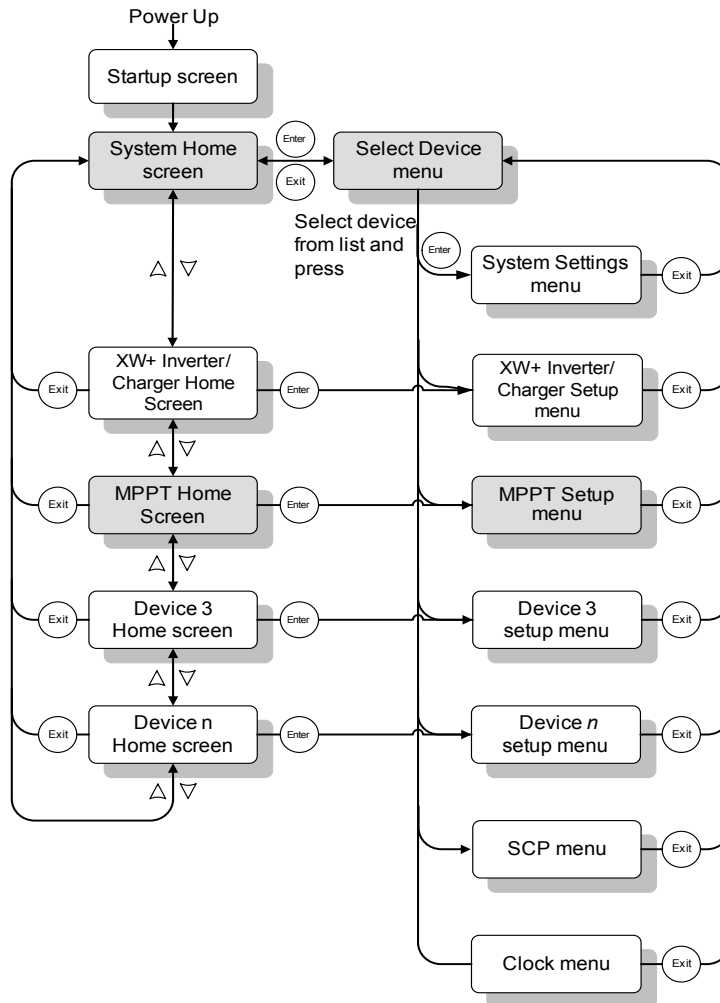 Power Up
Startup screen
System Home
screen
Enter
Exit
Select Device
menu
Select device
from list and
press
Enter
System Settings
menu
Exit
Exit
XW+ Inverter/
Charger Home
Screen
Enter
XW+ Inverter/
Charger Setup
menu
Exit
Exit
MPPT Home
Screen
Enter
MPPT Setup
menu
Exit
Exit
Device 3
Home screen
Enter
Device 3
setup menu
Exit
Exit
Device n
Home screen
Enter
Device n
setup menu
Exit
SCP menu
Exit
Clock menu
Exit